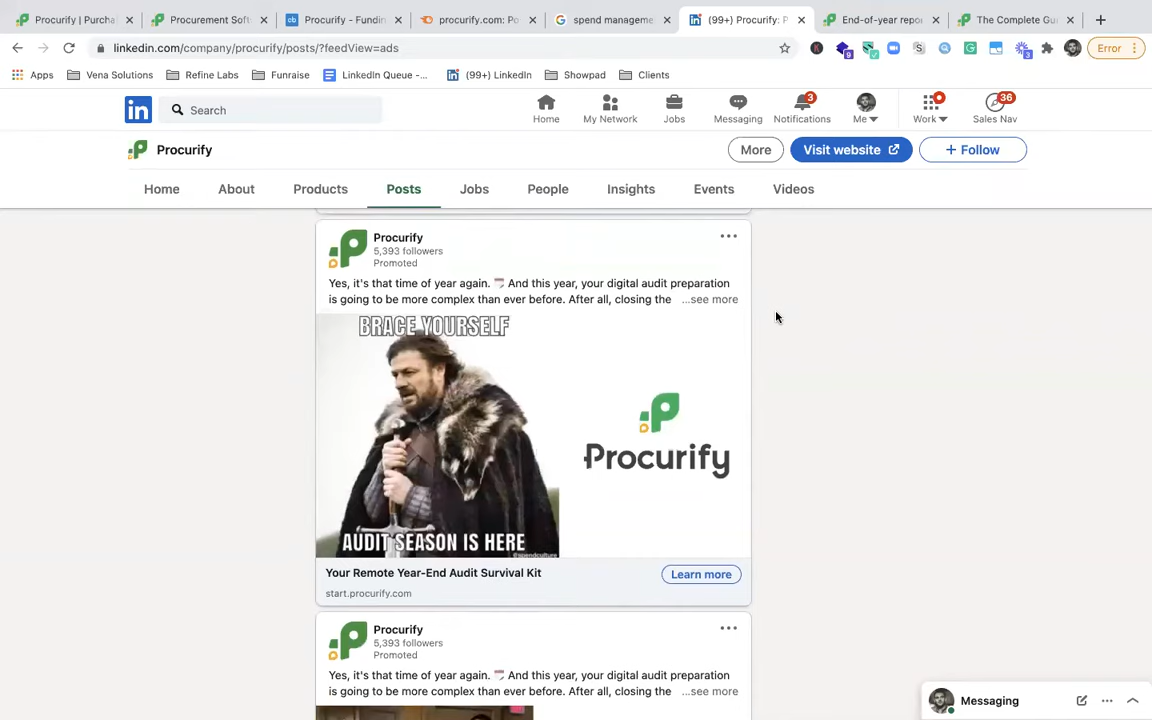 Procurify | Purcha
Procurement Soft
Procurify - Fundin
procurify.com: Po
spend manageme
(99+) Procurify: P
End-of-year repo
The Complete Gu
linkedin.com/company/procurify/posts/?feedView=ads
Error
Apps
Vena Solutions
Refine Labs
Funraise
LinkedIn Queue -...
(99+) LinkedIn
Showpad
Clients
in
Search
Home
My Network
Jobs
Messaging
3
Notifications
Me
Work
36
Sales Nav
Procurify
More
Visit website
+ Follow
Home
About
Products
Posts
Jobs
People
Insights
Events
Videos
Procurify
5,393 followers
Promoted
Yes, it's that time of year again. And this year, your digital audit preparation
is going to be more complex than ever before. After all, closing the ...see more
BRACE YOURSELF
Procurify
AUDIT SEASON IS HERE
@spendculture
Your Remote Year-End Audit Survival Kit
Learn more
start.procurify.com
Procurify
5,393 followers
Promoted
Yes, it's that time of year again. And this year, your digital audit preparation
is going to be more complex than ever before. After all, closing the ...see more
Messaging